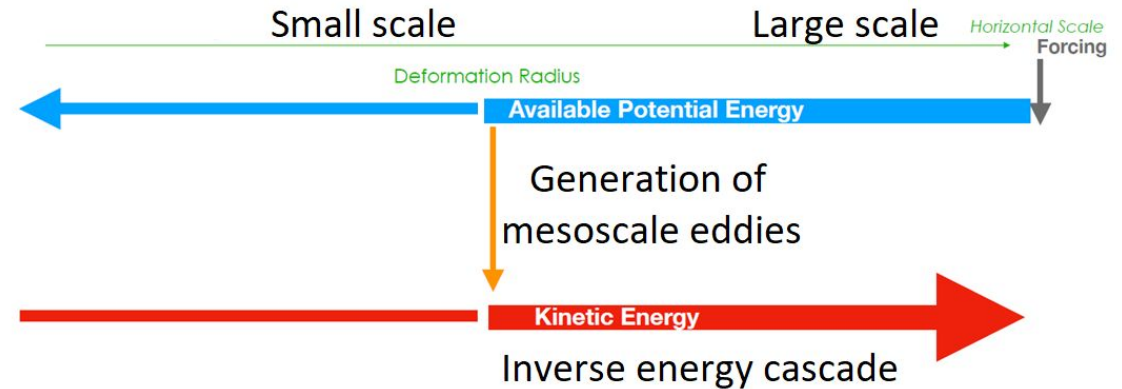 Small scale
Large scale
Horizontal Scale
Forcing
Deformation Radius
Available Potential Energy
Generation of
mesoscale eddies
Kinetic Energy
Inverse energy cascade